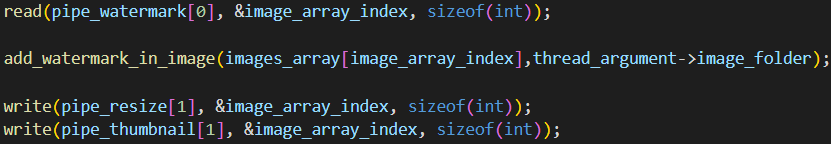 read(pipe_watermark[0], &image_array_index, sizeof(int));
add_watermark_in_image(images_array[image_array_index],thread_argument->image_folder);
write(pipe_resize[1], &image_array_index, sizeof(int));
write(pipe_thumbnail[1], &image_array_index, sizeof(int));